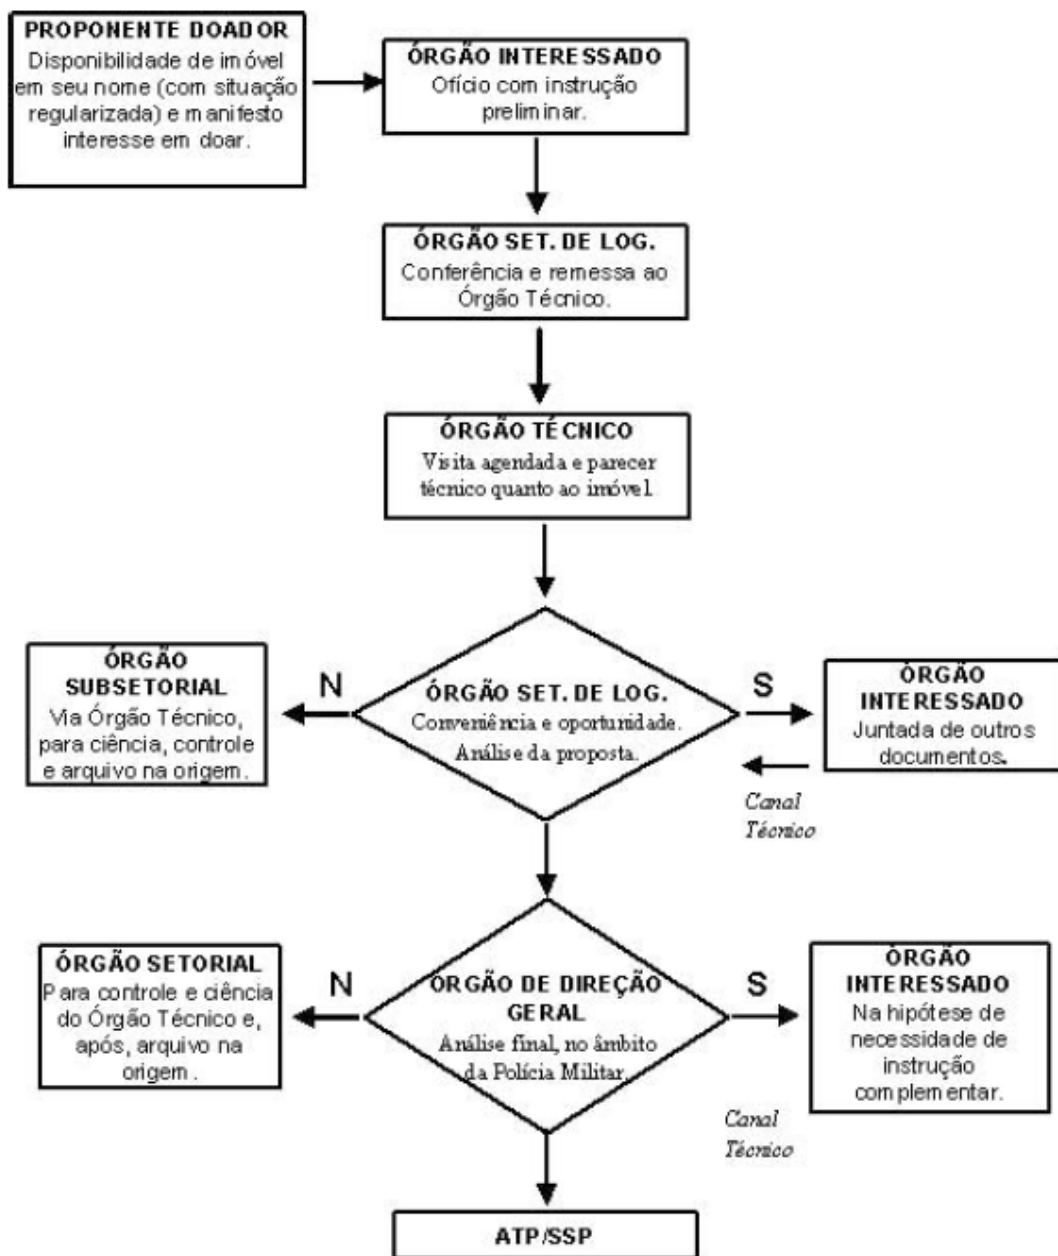 PROPONENTE DOADOR
Disponibilidade de imóvel
em seu nome (com situação
regularizada) e manifesto
interesse em doar.
ÓRGÃO INTERESSADO
Ofício com instrução
preliminar.
ÓRGÃO SET. DE LOG.
Conferência e remessa ao
Órgão Técnico.
ÓRGÃO TÉCNICO
Visita agendada e parecer
técnico quanto ao imóvel
ÓRGÃO
SUBSETORIAL
Via Órgão Técnico,
para ciência, controle
e arquivo na origem.
N
ÓRGÃO SET. DE LOG.
Conveniência e oportunidade.
Análise da proposta.
S
ÓRGÃO
INTERESSADO
Juntada de outros
documentos.
Canal
Técnico
ÓRGÃO SETORIAL
Para controle e ciência
do Órgão Técnico e,
após, arquivo na
origem.
N
ÓRGÃO DE DIREÇÃO
GERAL
Análise final, no âmbito
da Polícia Militar.
S
ÓRGÃO
INTERESSADO
Na hipótese de
necessidade de
instrução
complementar.
Canal
Técnico
ATP/SSP